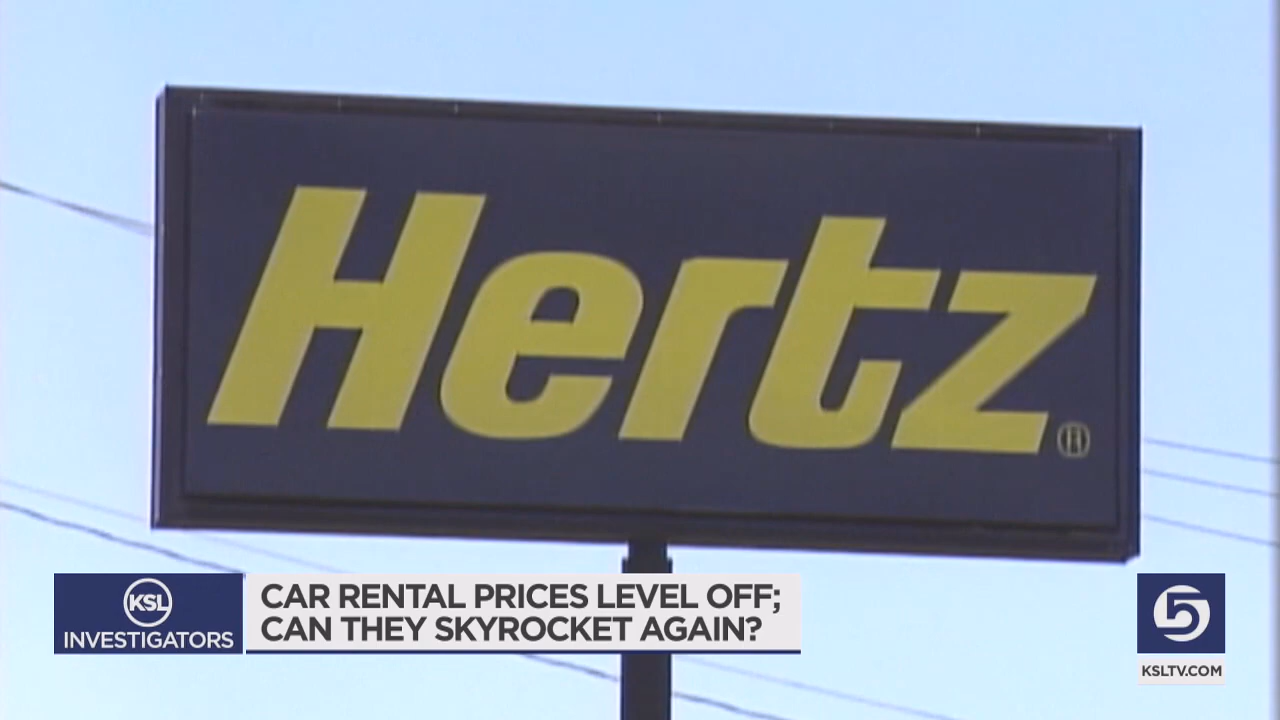 Hertz
®
KSL
INVESTIGATORS
CAR RENTAL PRICES LEVEL OFF;
CAN THEY SKYROCKET AGAIN?
5
KSLTV.COM